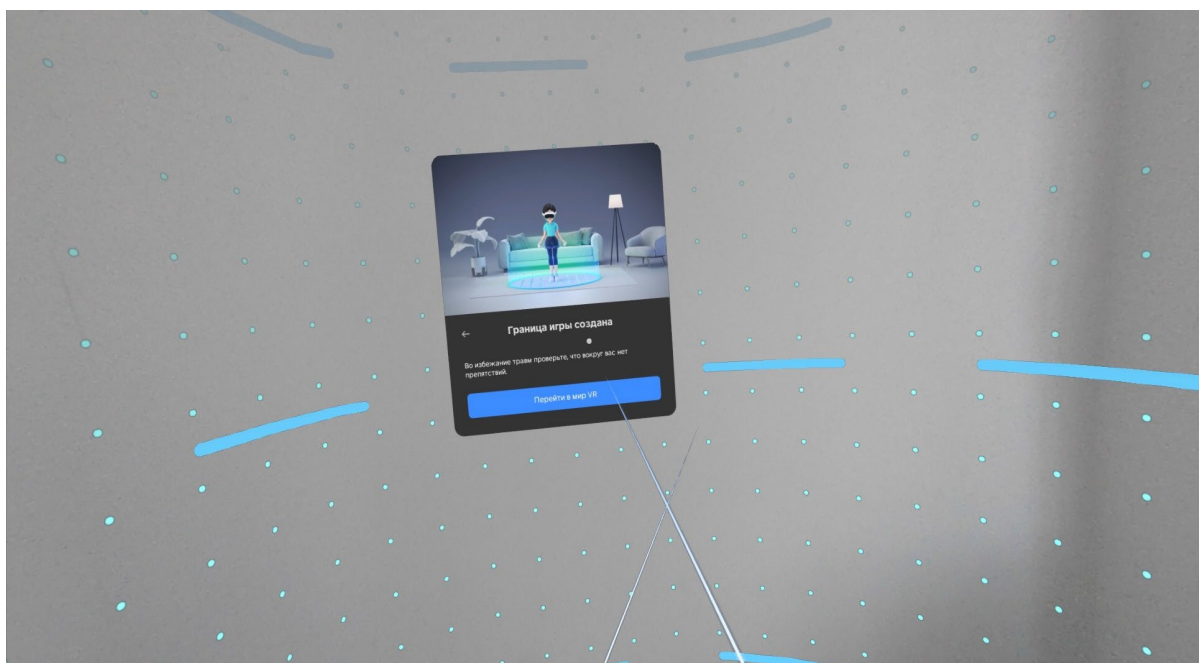 Граница игры создана
Во избежание травм проверьте, что вокруг вас нет
препятствий.
Перейти в мир VR